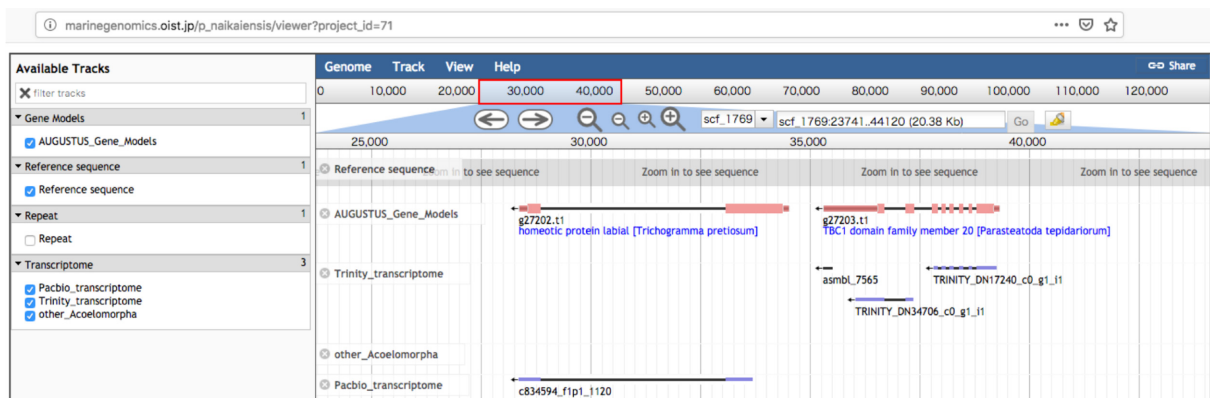 marinegenomics.oist.jp/p_naikaiensis/viewer?project_id=71
Available Tracks
filter tracks
Gene Models 1
AUGUSTUS_Gene_Models
Reference sequence 1
Reference sequence
Repeat 1
Repeat
Transcriptome 3
Pacbio_transcriptome
Trinity_transcriptome
other_Acoelomorpha
Genome Track View Help Share
0 10,000 20,000 30,000 40,000 50,000 60,000 70,000 80,000 90,000 100,000 110,000 120,000
scf_1769 scf_1769:23741..44120 (20.38 Kb) Go
25,000 30,000 35,000 40,000
Reference sequence Zoom in to see sequence Zoom in to see sequence Zoom in to see sequence Zoom in to see sequence
AUGUSTUS_Gene_Models
g27202.t1 g27203.t1
homeotic protein labial [Trichogramma pretiosum] TBC1 domain family member 20 [Parasteatoda tepidariorum]
Trinity_transcriptome
asmbl_7565 TRINITY_DN17240_c0_g1_i1
TRINITY_DN34706_c0_g1_i1
other_Acoelomorpha
Pacbio_transcriptome
c834594_f1p1_1120